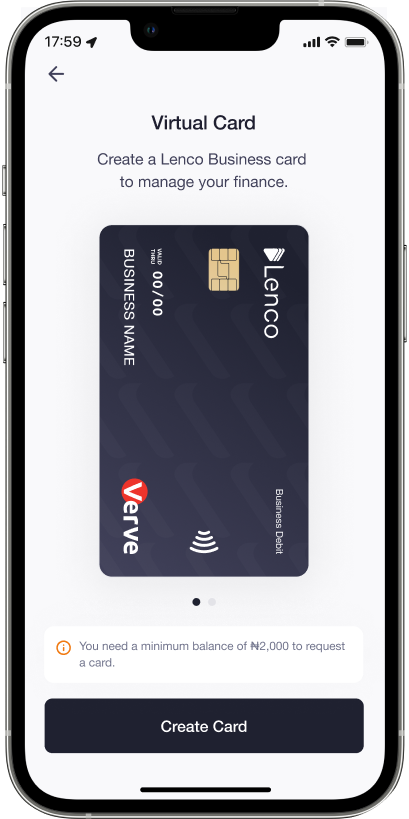 17:59
Virtual Card
Create a Lenco Business card
to manage your finance.
Lenco
VALID
THRU
00/00
BUSINESS NAME
Business Debit
Verve
You need a minimum balance of ₦2,000 to request
a card.
Create Card